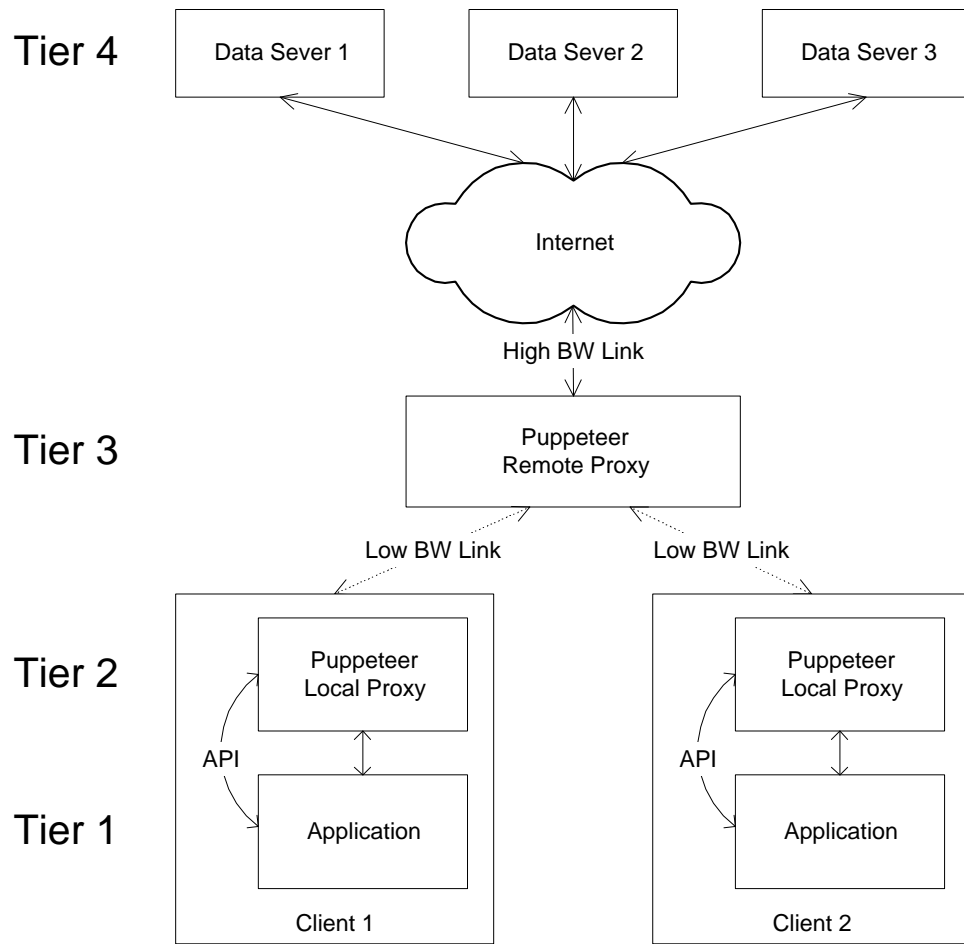 Tier 4
Data Sever 1
Data Sever 2
Data Sever 3
Internet
High BW Link
Tier 3
Puppeteer
Remote Proxy
Low BW Link
Low BW Link
Tier 2
Puppeteer
Local Proxy
Puppeteer
Local Proxy
API
API
Tier 1
Application
Application
Client 1
Client 2